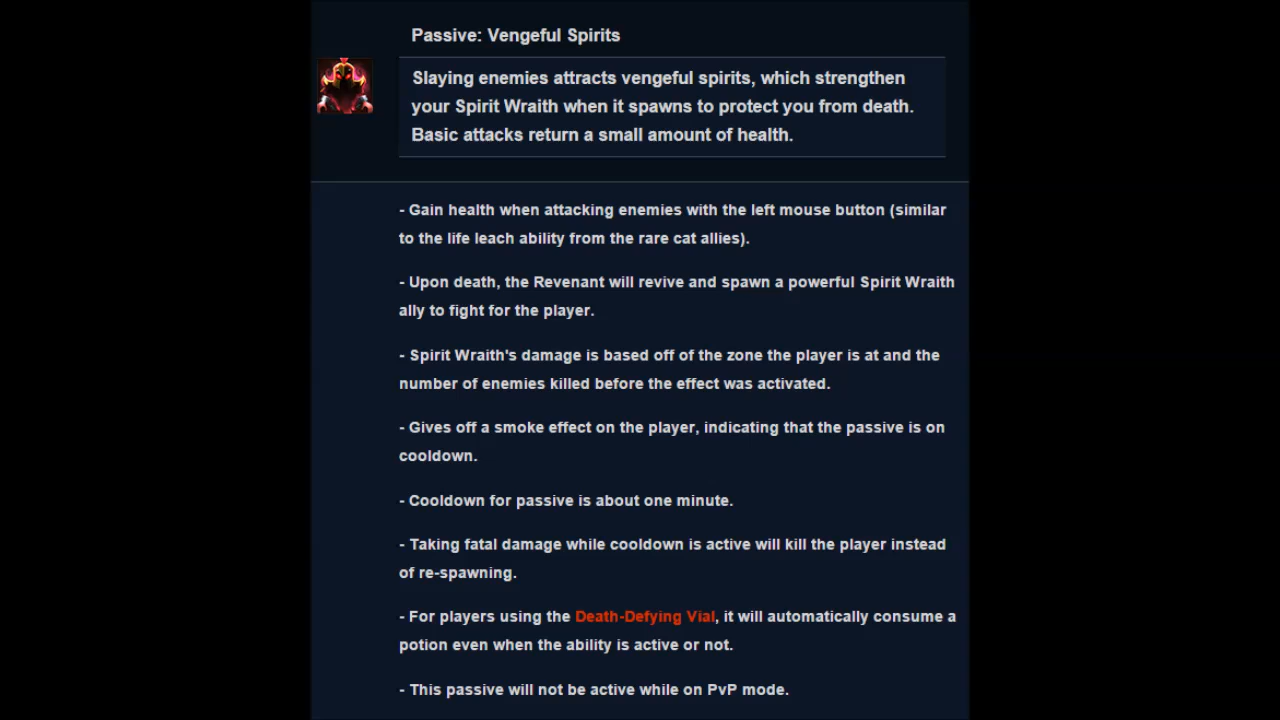 Passive: Vengeful Spirits
Slaying enemies attracts vengeful spirits, which strengthen
your Spirit Wraith when it spawns to protect you from death.
Basic attacks return a small amount of health.
- Gain health when attacking enemies with the left mouse button (similar
to the life leach ability from the rare cat allies).
- Upon death, the Revenant will revive and spawn a powerful Spirit Wraith
ally to fight for the player.
- Spirit Wraith's damage is based off of the zone the player is at and the
number of enemies killed before the effect was activated.
- Gives off a smoke effect on the player, indicating that the passive is on
cooldown.
- Cooldown for passive is about one minute.
- Taking fatal damage while cooldown is active will kill the player instead
of re-spawning.
- For players using the Death-Defying Vial, it will automatically consume a
potion even when the ability is active or not.
- This passive will not be active while on PvP mode.